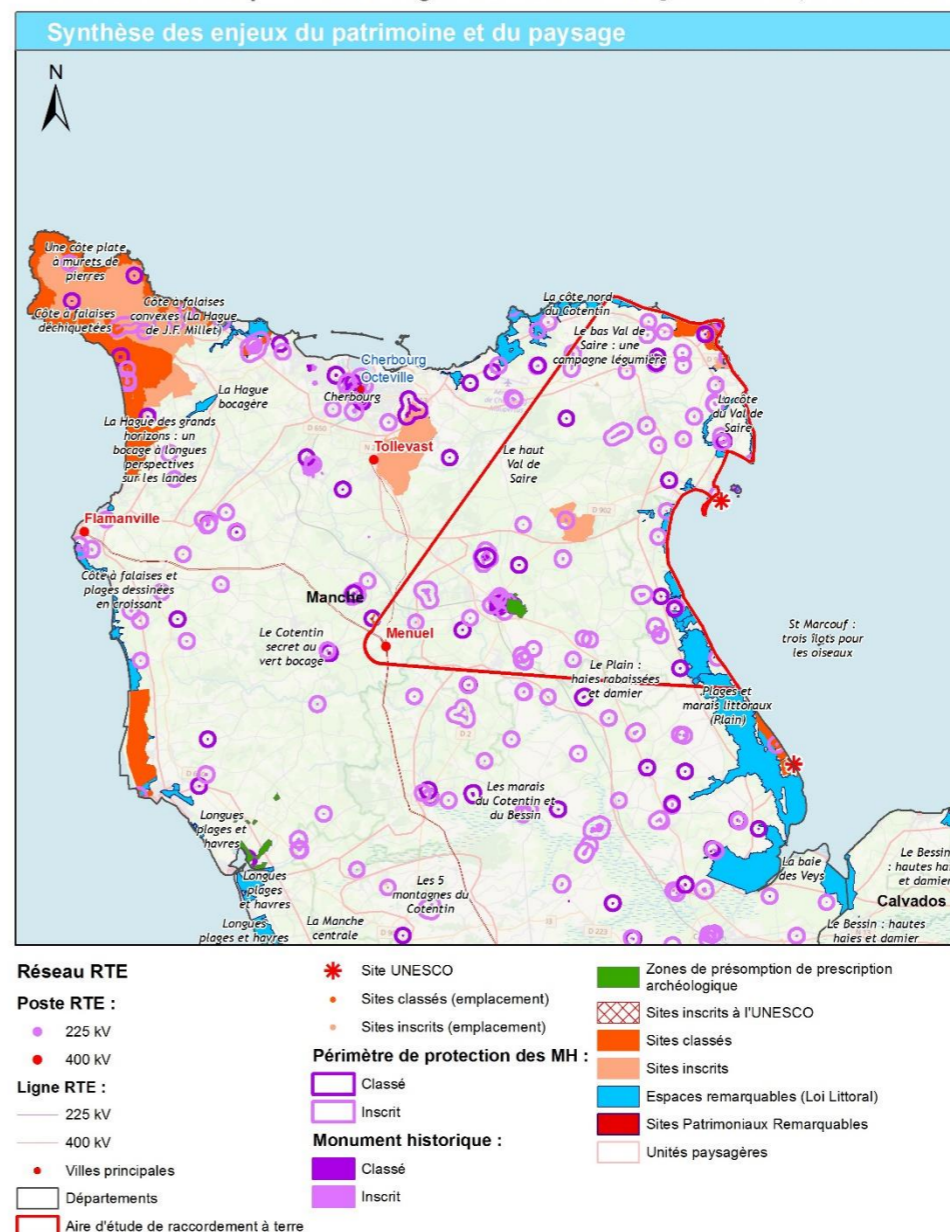 Synthèse des enjeux du patrimoine et du paysage
N
Une côte plate
à murets de
pierres
Côte à falaises
déchiquetées
Côte à falaises
convexes (La Hague
de J.F. Millet)
La côte nord
du Cotentin
Le bas Val de
Saire : une
campagne légumière
Cherbourg
Octeville
Cherbourg
La Hague
bocagère
La côte
du Val de
Saire
D 650
La Hague des grands
horizons : un
bocage à longues
perspectives
sur les landes
Tollevast
Le haut
Val de
Saire
D 902
Flamanville
Côte à falaises et
plages dessinées
en croissant
Manche
Le Cotentin
secret au
vert bocage
Menuel
St Marcouf :
trois îlots pour
les oiseaux
Le Plain :
haies rabaissées
et damier
Plages et
marais littoraux
(Plain)
D 2
Les marais
du Cotentin et
du Bessin
Longues
plages et
havres
Longues
plages
et havres
Longues
plages et havres
Les 5
montagnes du
Cotentin
La Manche
centrale
D 223
La baie
des Veys
Le Bessin
: hautes hai
et damier
Calvados
Le Bessin : hautes
haies et damier
Réseau RTE
Poste RTE :
225 kV
400 kV
Ligne RTE :
225 kV
400 kV
Villes principales
Départements
Aire d'étude de raccordement à terre
Site UNESCO
Sites classés (emplacement)
Sites inscrits (emplacement)
Périmètre de protection des MH :
Classé
Inscrit
Monument historique :
Classé
Inscrit
Zones de présomption de prescription
archéologique
Sites inscrits à l'UNESCO
Sites classés
Sites inscrits
Espaces remarquables (Loi Littoral)
Sites Patrimoniaux Remarquables
Unités paysagères